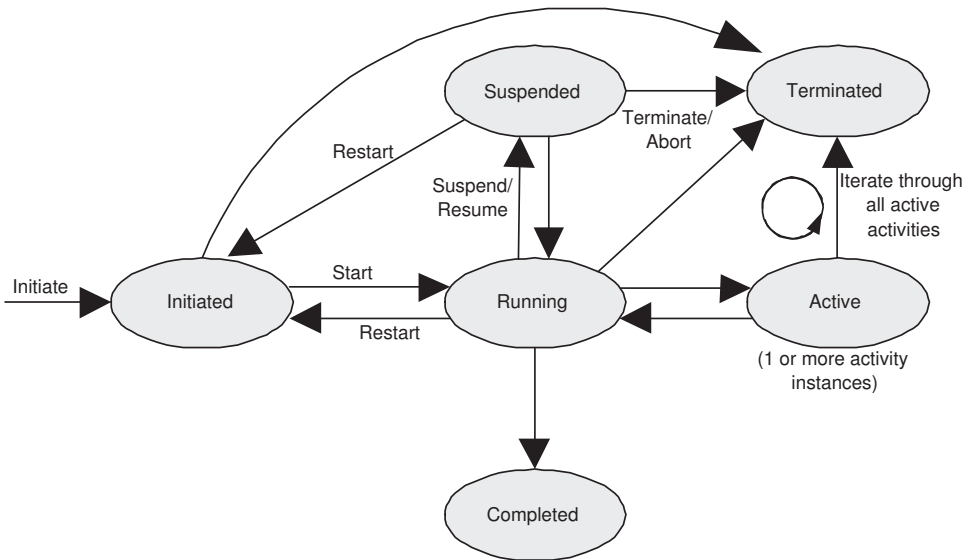 Suspended
Terminated
Terminate/
Abort
Restart
Suspend/
Resume
Iterate through
all active
activities
Initiate
Initiated
Start
Running
Active
Restart
(1 or more activity
instances)
Completed